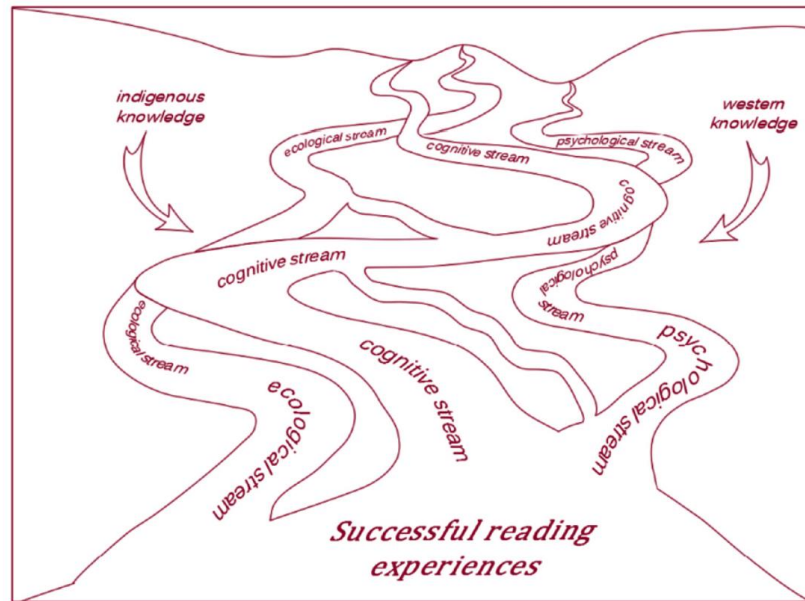 indigenous
knowledge
western
knowledge
ecological stream
cognitive stream
psychological stream
cognitive stream
cognitive stream
psychological
stream
ecological stream
cognitive stream
psychological stream
ecological stream
Successful reading
experiences